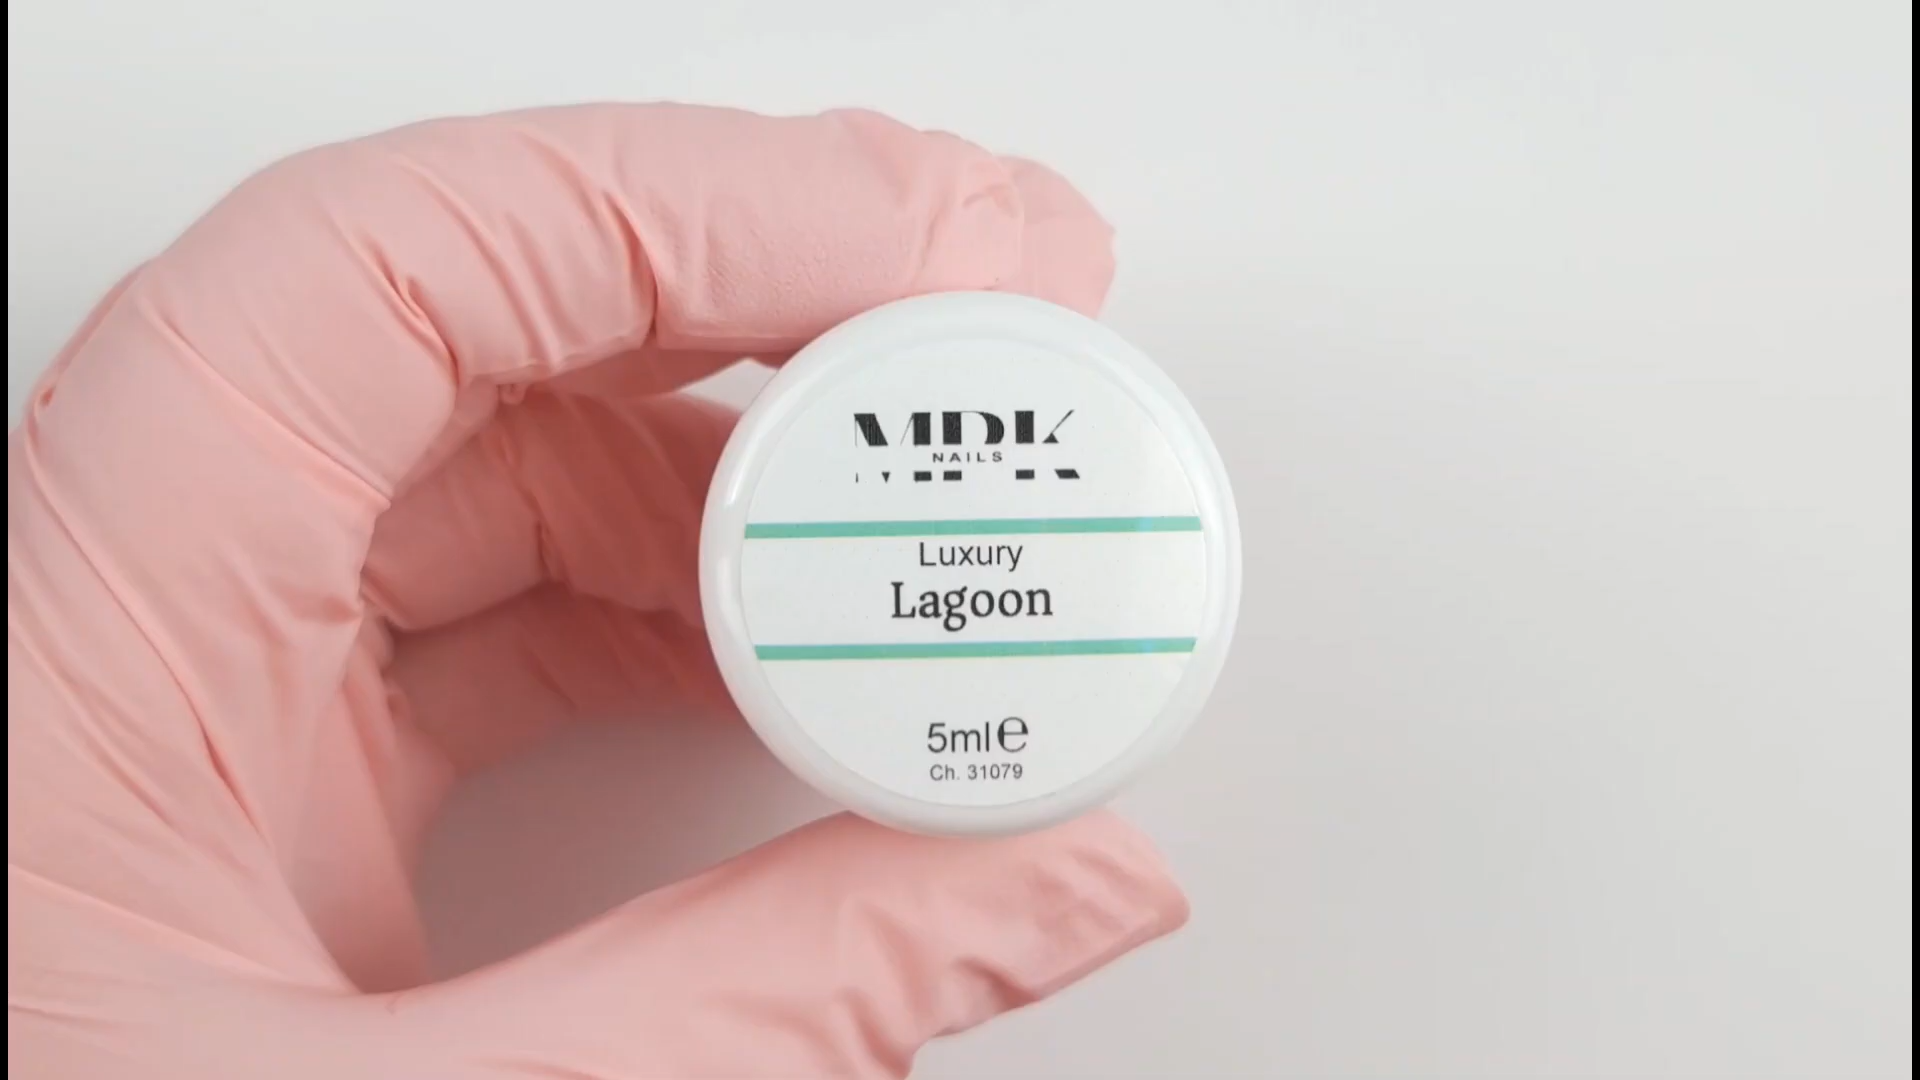 MPK
NAILS
Luxury
Lagoon
5ml℮
Ch. 31079